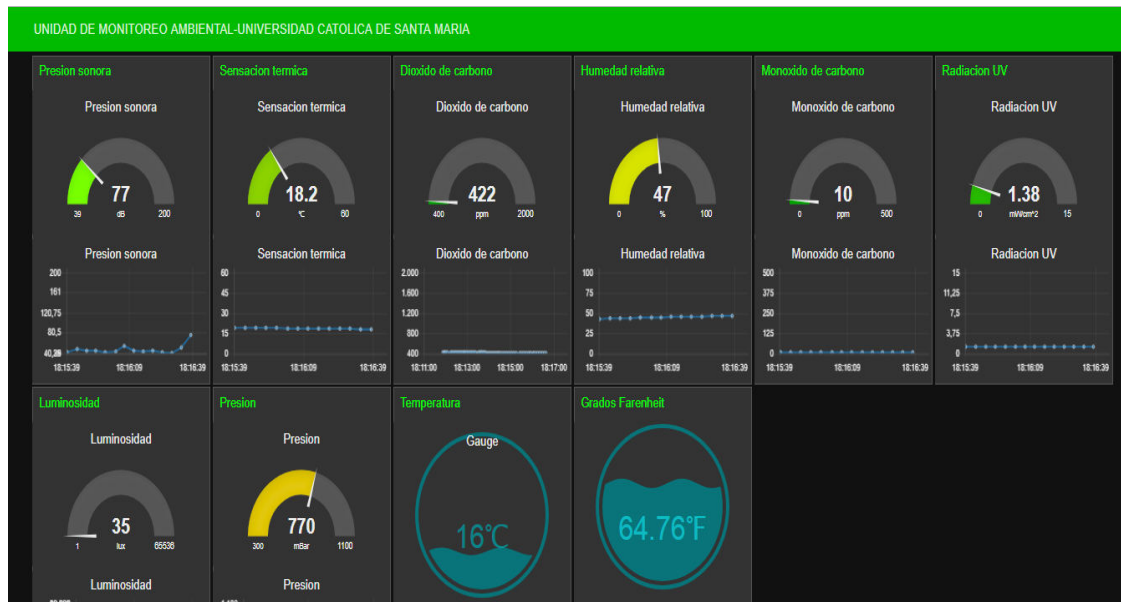 UNIDAD DE MONITOREO AMBIENTAL-UNIVERSIDAD CATOLICA DE SANTA MARIA
Presion sonora
Presion sonora
77
39 dB 200
Presion sonora
200
161
120,75
80,5
18:15:39 18:16:09 18:16:39
Sensacion termica
Sensacion termica
18.2
0 ℃ 60
Sensacion termica
60
45
30
15
0
18:15:39 18:16:09 18:16:39
Dioxido de carbono
Dioxido de carbono
422
400 ppm 2000
Dioxido de carbono
2.000
1.600
1.200
800
400
18:11:00 18:13:00 18:15:00 18:17:00
Humedad relativa
Humedad relativa
47
0 % 100
Humedad relativa
100
75
50
25
0
18:15:39 18:16:09 18:16:39
Monoxido de carbono
Monoxido de carbono
10
0 ppm 500
Monoxido de carbono
500
375
250
125
0
18:15:39 18:16:09 18:16:39
Radiacion UV
Radiacion UV
1.38
0 mW/cm^2 15
Radiacion UV
15
11,25
7,5
3,75
0
18:15:39 18:16:09 18:16:39
Luminosidad
Luminosidad
35
1 lux 65536
Luminosidad
Presion
Presion
770
300 mBar 1100
Presion
Temperatura
Gauge
16℃
Grados Farenheit
64.76℉